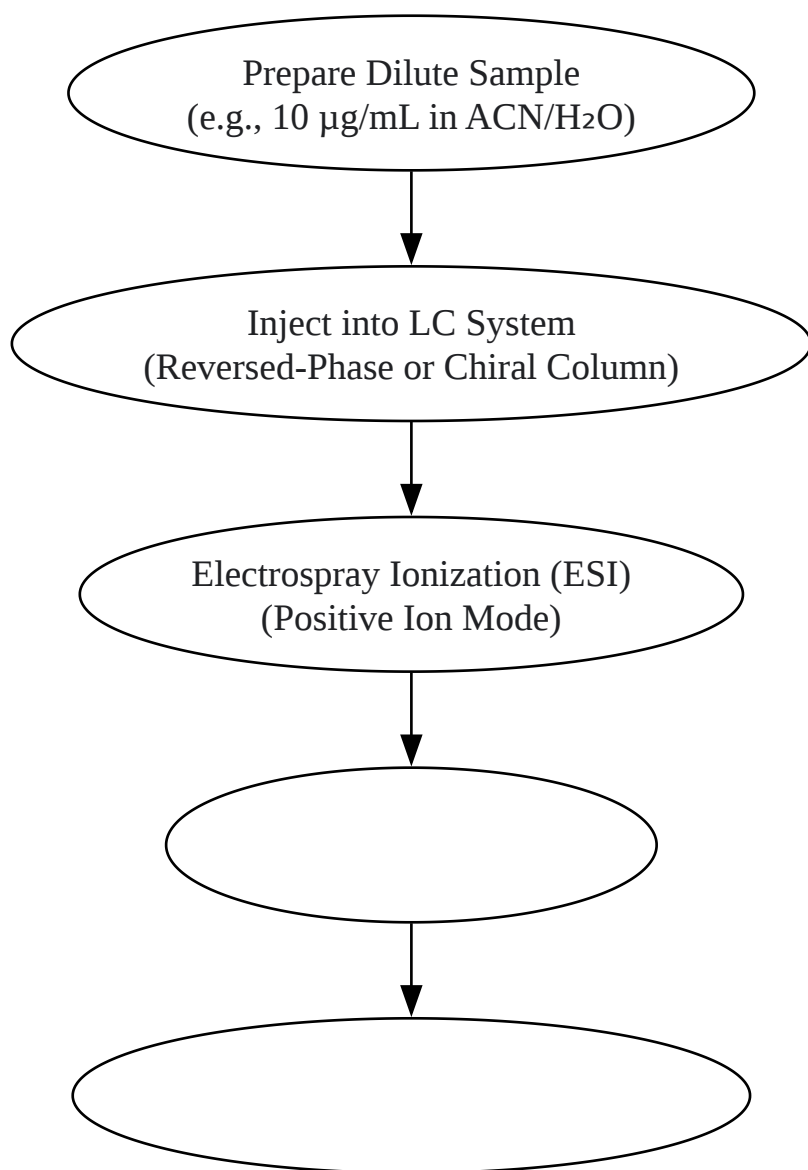 Prepare Dilute Sample
(e.g., 10 µg/mL in ACN/H₂O)
Inject into LC System
(Reversed-Phase or Chiral Column)
Electrospray Ionization (ESI)
(Positive Ion Mode)